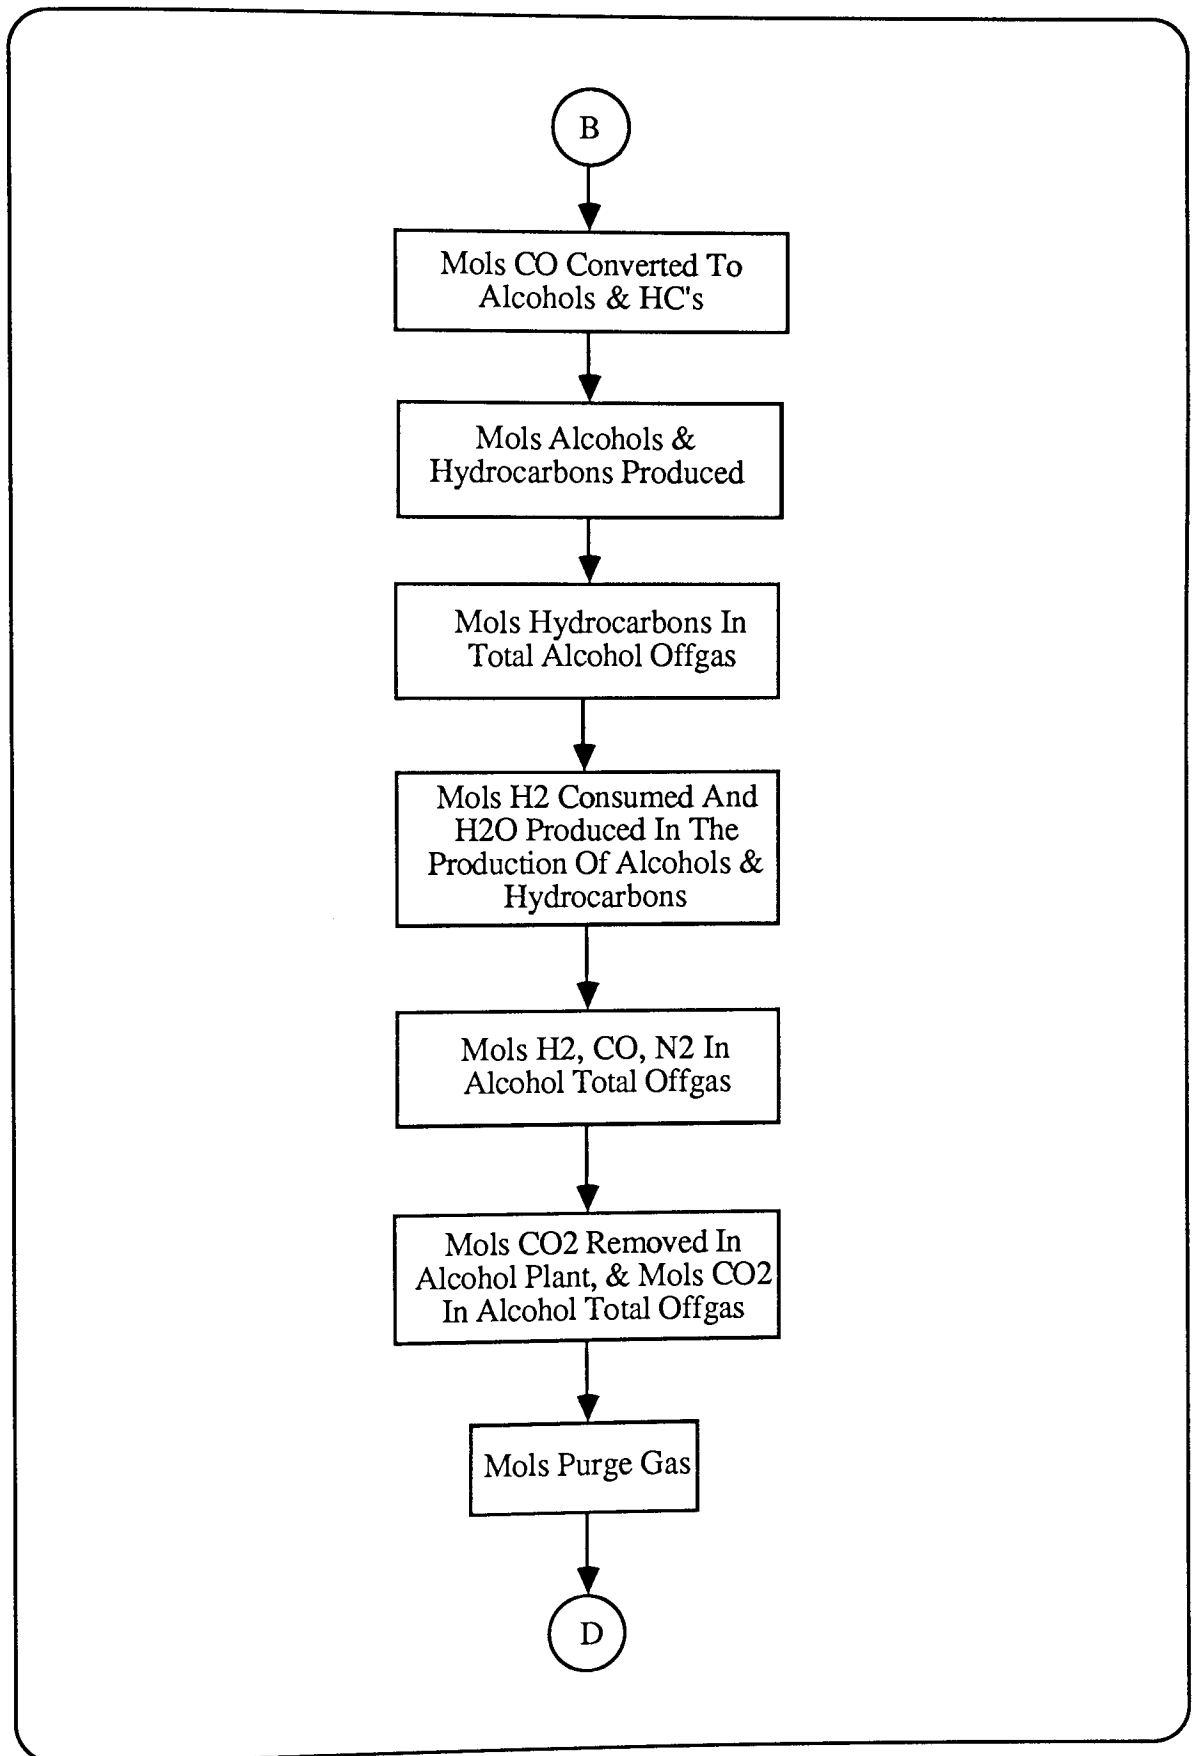 B
Mols CO Converted To
Alcohols & HC's
Mols Alcohols &
Hydrocarbons Produced
Mols Hydrocarbons In
Total Alcohol Offgas
Mols H2 Consumed And
H2O Produced In The
Production Of Alcohols &
Hydrocarbons
Mols H2, CO, N2 In
Alcohol Total Offgas
Mols CO2 Removed In
Alcohol Plant, & Mols CO2
In Alcohol Total Offgas
Mols Purge Gas
D